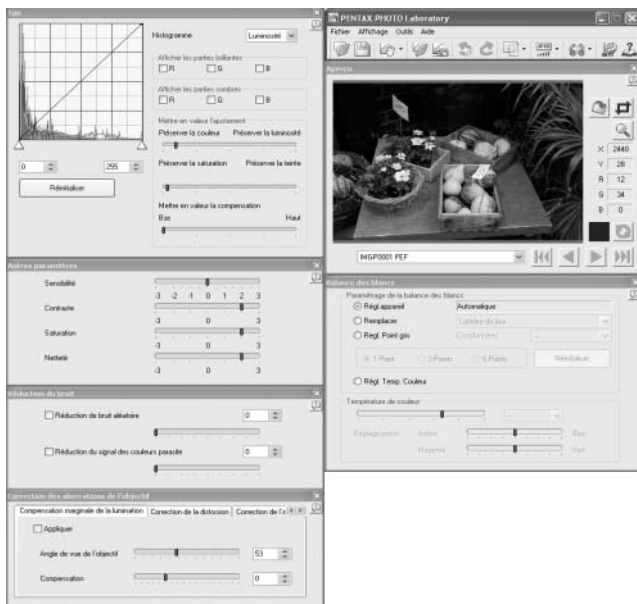 Ton
Histogramme
Luminosité
Afficher les parties brillantes
R G B
Afficher les parties sombres
R G B
Mettre en valeur l'ajustement
Préserver la couleur Préserver la luminosité
Préserver la saturation Préserver la teinte
Mettre en valeur la compensation
Bas Haut
0 255
Réinitialiser
Autres paramètres
Sensibilité
-3 -2 -1 0 1 2 3
Contraste
-3 0 3
Saturation
-3 0 3
Netteté
-3 0 3
Réduction du bruit
Réduction de bruit aléatoire 0
Réduction du signal des couleurs parasite 0
Correction des aberrations de l'objectif
Compensation marginale de la lumination Correction de la distorsion
Appliquer
Angle de vue de l'objectif 53
Compensation 0
PENTAX PHOTO Laboratory
Fichier Affichage Outils Aide
Aperçu
X 2440
Y 28
R 12
G 34
B 0
IMGP0001.PEF
Balance des blancs
Paramétrage de la balance des blancs
Régl appareil Automatique
Remplacer Lumière du jour
Regl. Point gris Coordonnées ---
1 Point 3 Points 5 Points Réinitialiser
Régl. Temp. Couleur
Température de couleur
---
Ambre
Magenta Vert